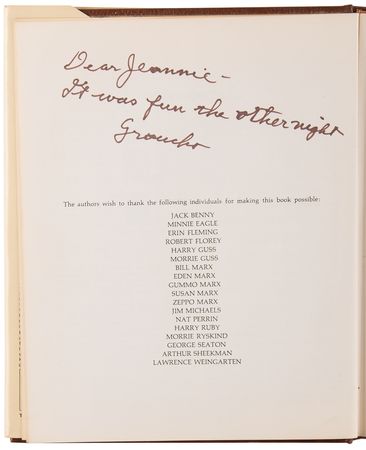 Dear Jeannie -
It was fun the other night
Groucho
The authors wish to thank the following individuals for making this book possible:
JACK BENNY
MINNIE EAGLE
ERIN FLEMING
ROBERT FLOREY
HARRY GUSS
MORRIE GUSS
BILL MARX
EDEN MARX
GUMMO MARX
SUSAN MARX
ZEPPO MARX
JIM MICHAELS
NAT PERRIN
HARRY RUBY
MORRIE RYSKIND
GEORGE SEATON
ARTHUR SHEEKMAN
LAWRENCE WEINGARTEN